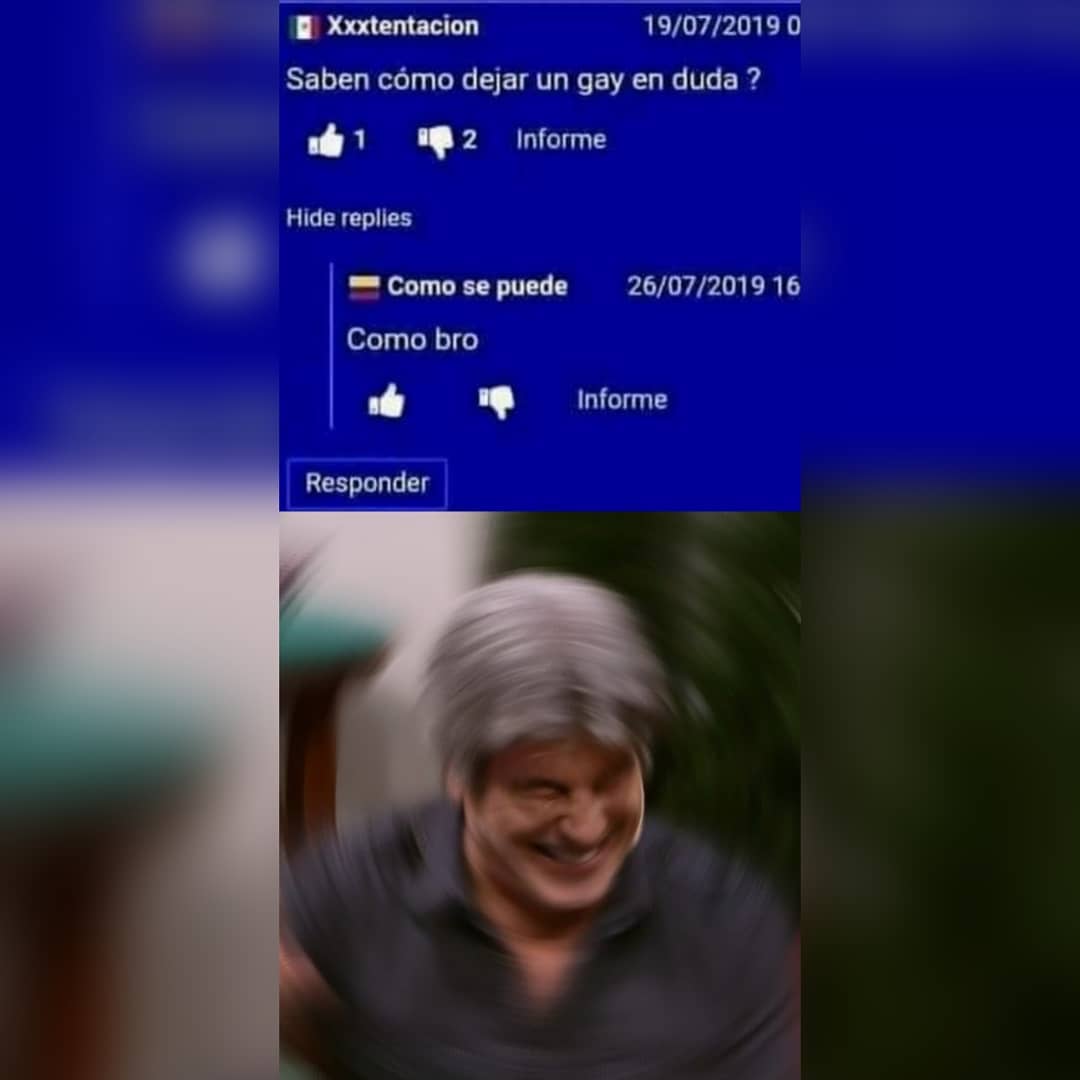 Xxxtentacion 19/07/2019 0
Saben cómo dejar un gay en duda ?
1 2 Informe
Hide replies
Como se puede 26/07/2019 16
Como bro
Informe
Responder